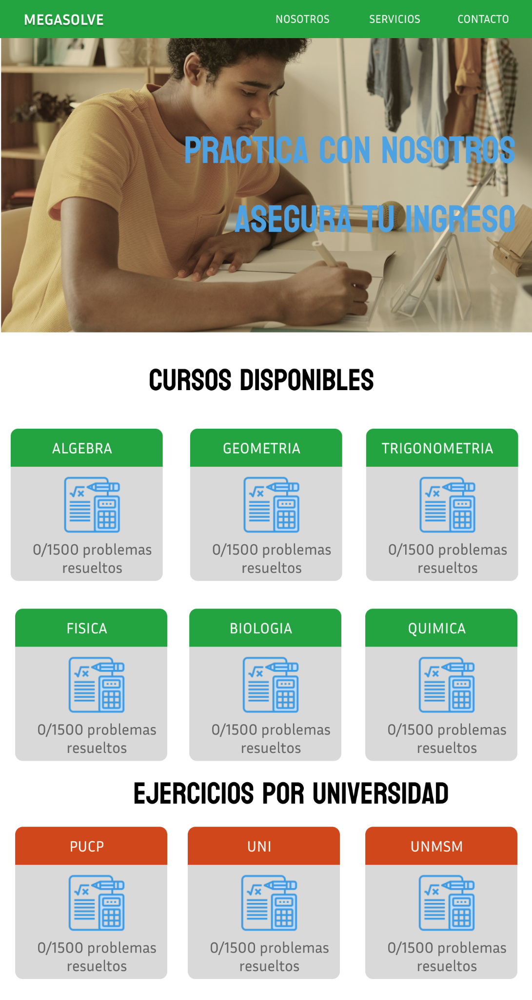 MEGASOLVE NOSOTROS SERVICIOS CONTACTO
PRACTICA CON NOSOTROS
ASEGURA TU INGRESO
CURSOS DISPONIBLES
ALGEBRA
0/1500 problemas
resueltos
GEOMETRIA
0/1500 problemas
resueltos
TRIGONOMETRIA
0/1500 problemas
resueltos
FISICA
0/1500 problemas
resueltos
BIOLOGIA
0/1500 problemas
resueltos
QUIMICA
0/1500 problemas
resueltos
EJERCICIOS POR UNIVERSIDAD
PUCP
0/1500 problemas
resueltos
UNI
0/1500 problemas
resueltos
UNMSM
0/1500 problemas
resueltos